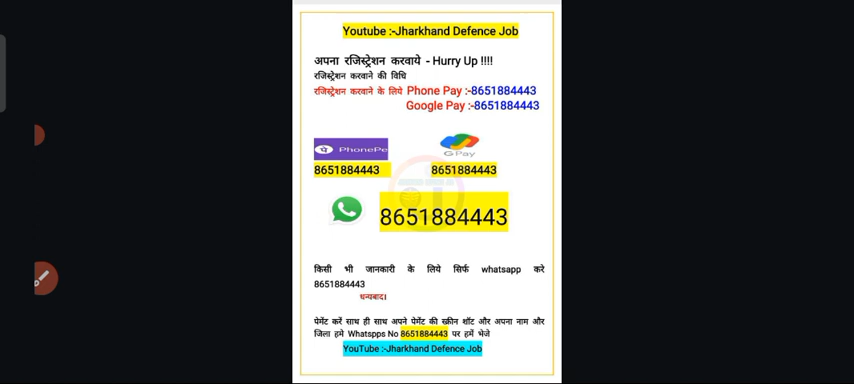 Youtube :-Jharkhand Defence Job
अपना रजिस्ट्रेशन करवाये - Hurry Up !!!!
रजिस्ट्रेशन करवाने की विधि
रजिस्ट्रेशन करवाने के लिये Phone Pay :-8651884443
Google Pay :-8651884443
PhonePe
G Pay
8651884443
8651884443
8651884443
किसी भी जानकारी के लिये सिर्फ whatsapp करे
8651884443
धन्यबाद।
पेमेंट करें साथ ही साथ अपने पेमेंट की स्क्रीन शॉट और अपना नाम और
जिला हमे Whatspps No 8651884443 पर हमें भेजे
YouTube :-Jharkhand Defence Job